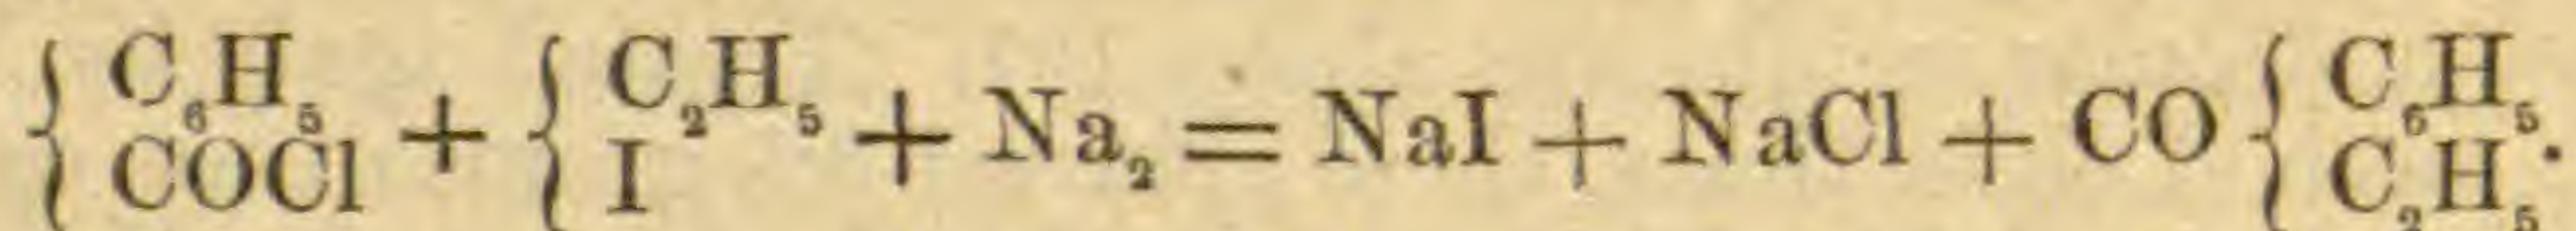 { C₆H₅ COCl + { C₂H₅ I + Na₂ = NaI + NaCl + CO { C₆H₅ C₂H₅.